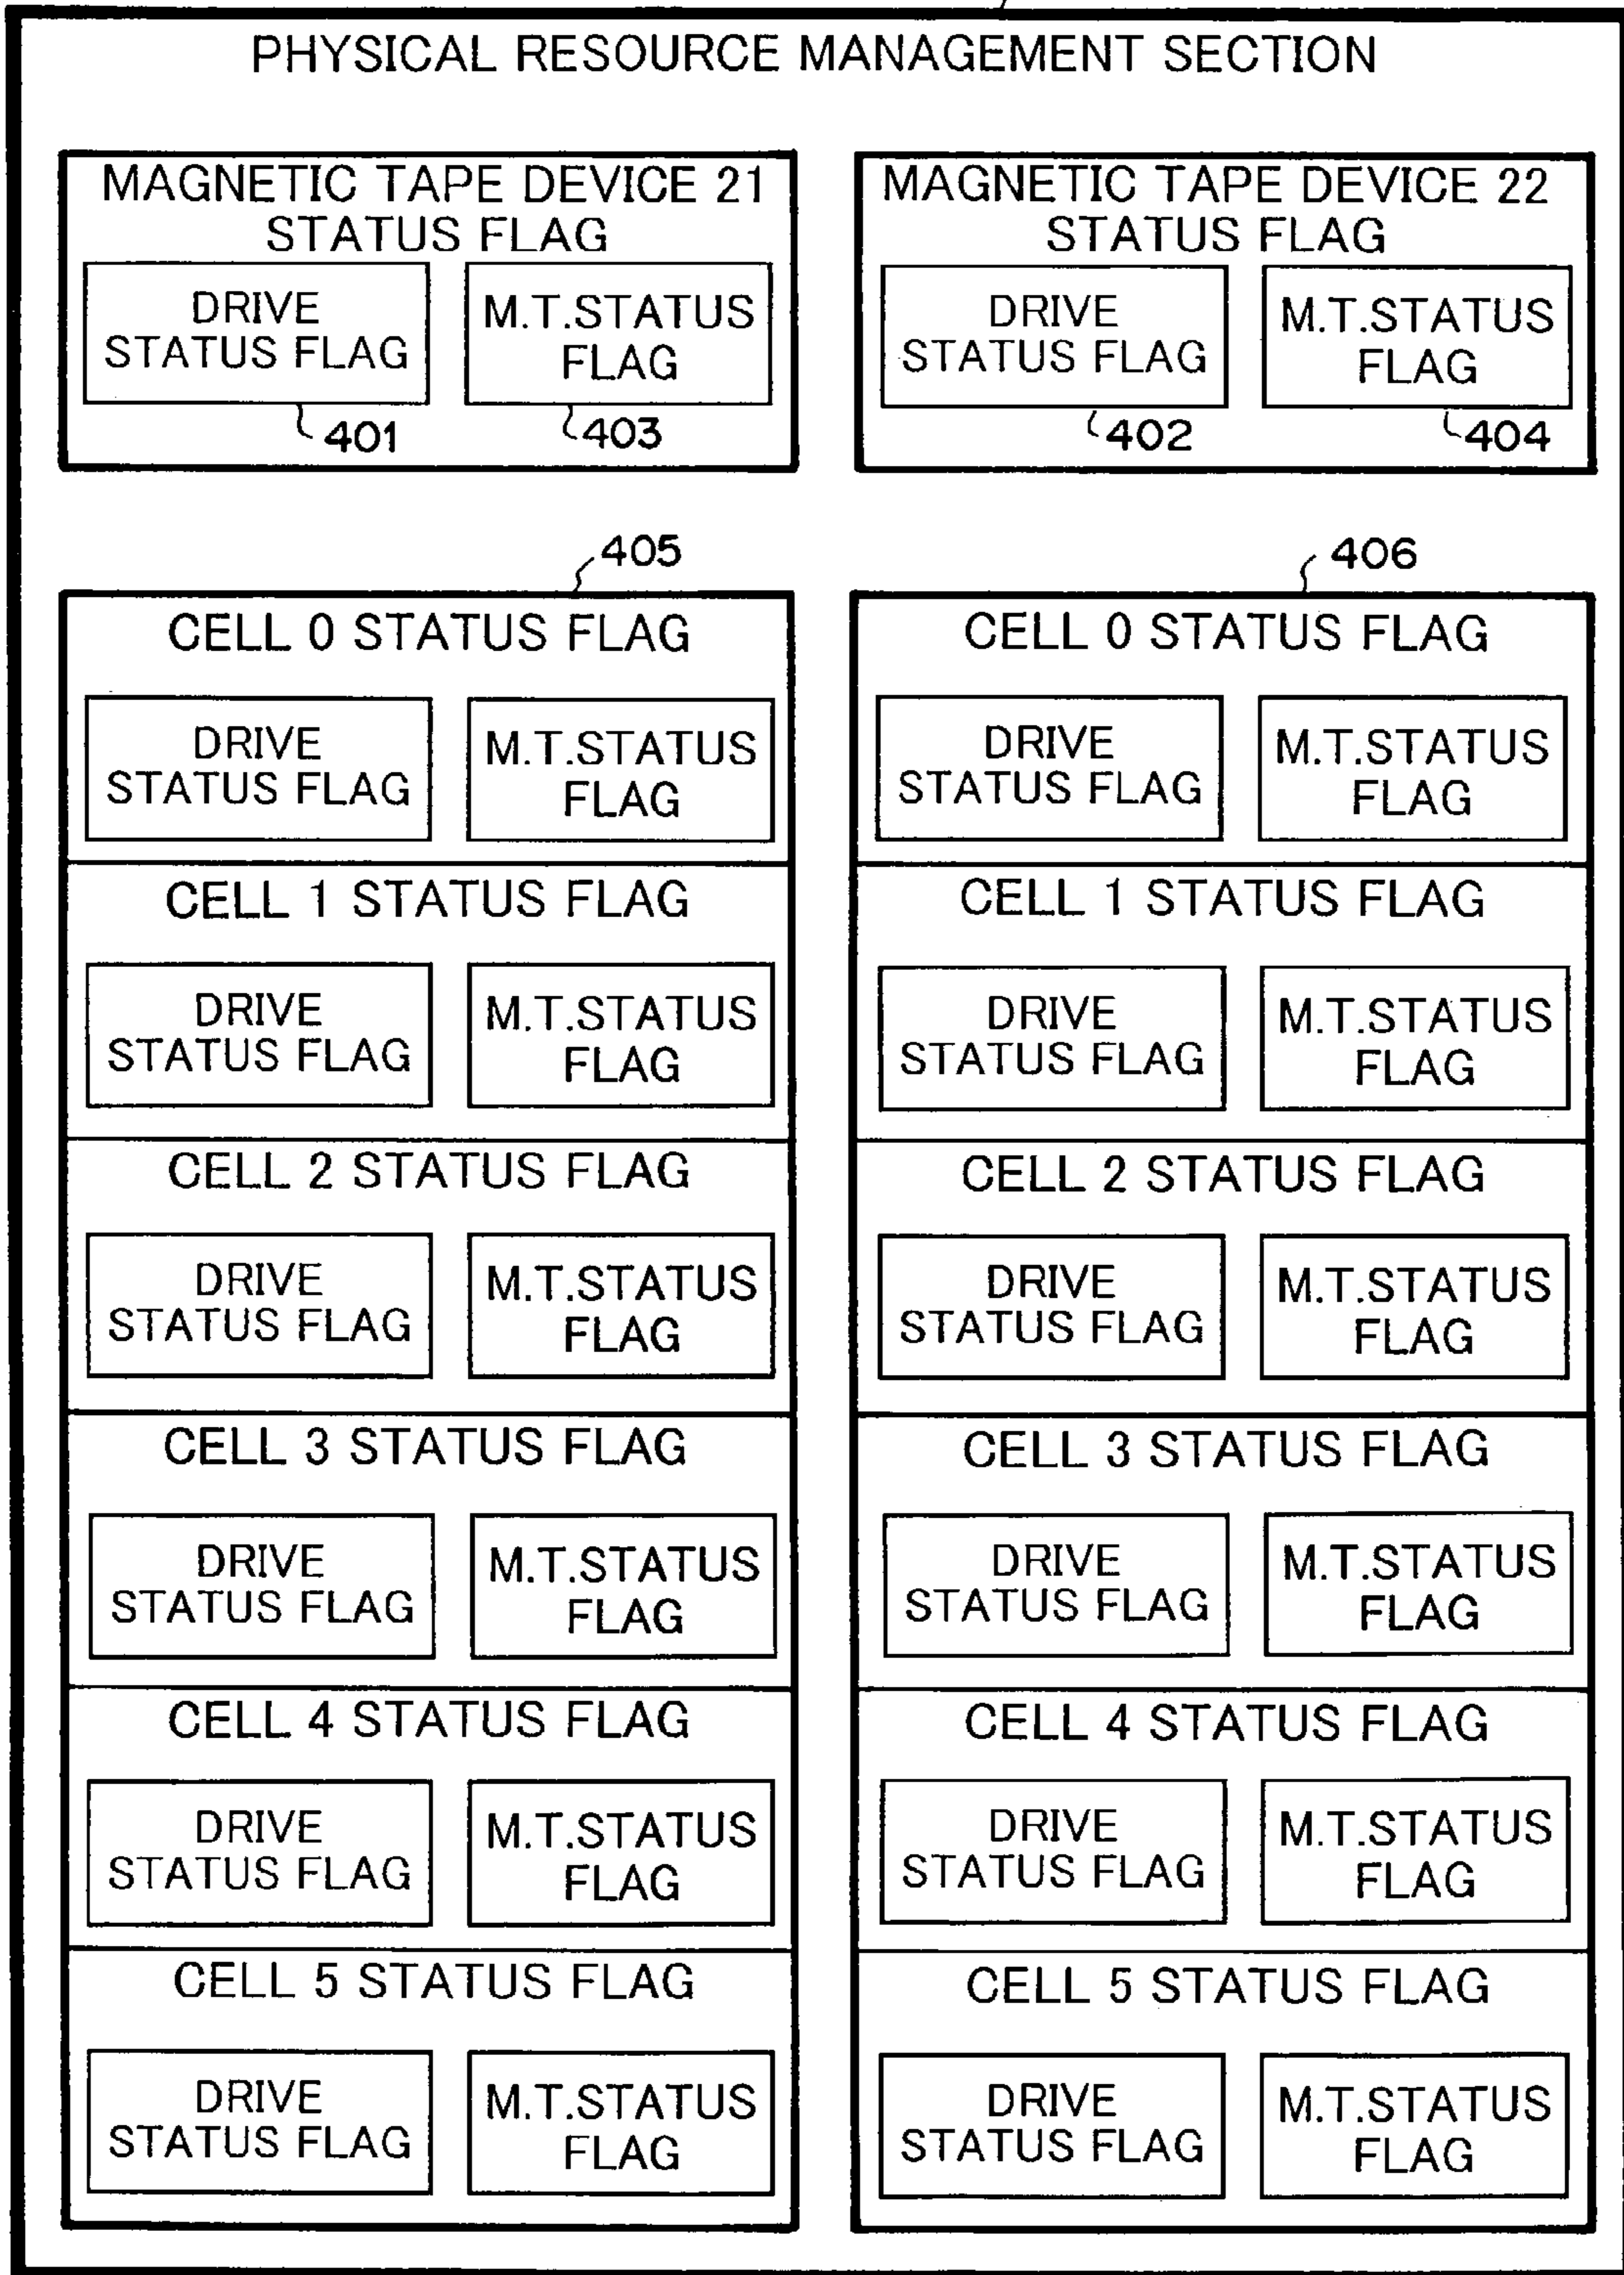 PHYSICAL RESOURCE MANAGEMENT SECTION
MAGNETIC TAPE DEVICE 21
STATUS FLAG
DRIVE
STATUS FLAG
401
M.T.STATUS
FLAG
403
MAGNETIC TAPE DEVICE 22
STATUS FLAG
DRIVE
STATUS FLAG
402
M.T.STATUS
FLAG
404
405
CELL 0 STATUS FLAG
DRIVE
STATUS FLAG
M.T.STATUS
FLAG
CELL 1 STATUS FLAG
DRIVE
STATUS FLAG
M.T.STATUS
FLAG
CELL 2 STATUS FLAG
DRIVE
STATUS FLAG
M.T.STATUS
FLAG
CELL 3 STATUS FLAG
DRIVE
STATUS FLAG
M.T.STATUS
FLAG
CELL 4 STATUS FLAG
DRIVE
STATUS FLAG
M.T.STATUS
FLAG
CELL 5 STATUS FLAG
DRIVE
STATUS FLAG
M.T.STATUS
FLAG
406
CELL 0 STATUS FLAG
DRIVE
STATUS FLAG
M.T.STATUS
FLAG
CELL 1 STATUS FLAG
DRIVE
STATUS FLAG
M.T.STATUS
FLAG
CELL 2 STATUS FLAG
DRIVE
STATUS FLAG
M.T.STATUS
FLAG
CELL 3 STATUS FLAG
DRIVE
STATUS FLAG
M.T.STATUS
FLAG
CELL 4 STATUS FLAG
DRIVE
STATUS FLAG
M.T.STATUS
FLAG
CELL 5 STATUS FLAG
DRIVE
STATUS FLAG
M.T.STATUS
FLAG